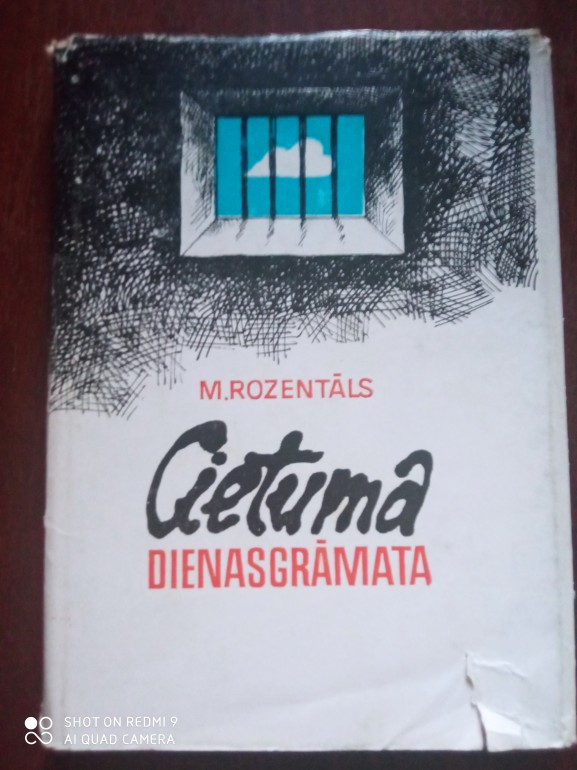 M.ROZENTĀLS
Cietuma
DIENASGRĀMATA
SHOT ON REDMI 9
AI QUAD CAMERA